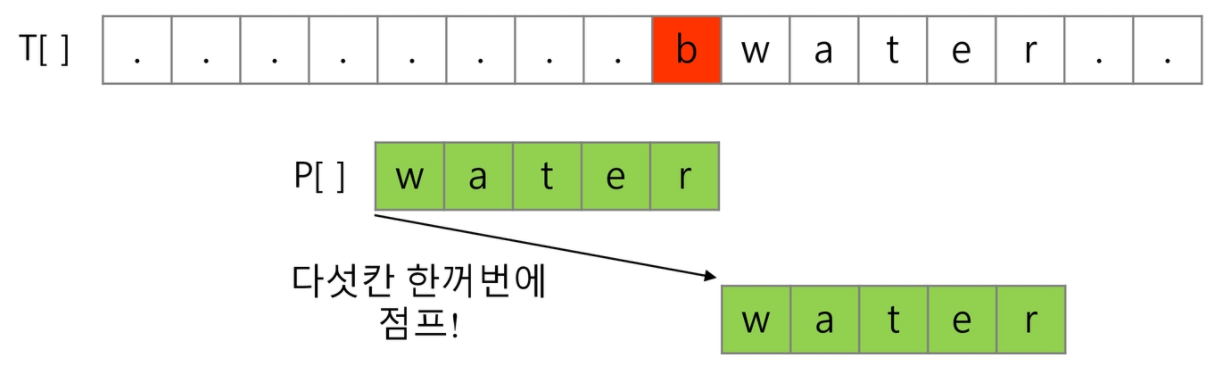 T[ ] . . . . . . . . b w a t e r . .
P[ ] w a t e r
다섯칸 한꺼번에
점프!
w a t e r